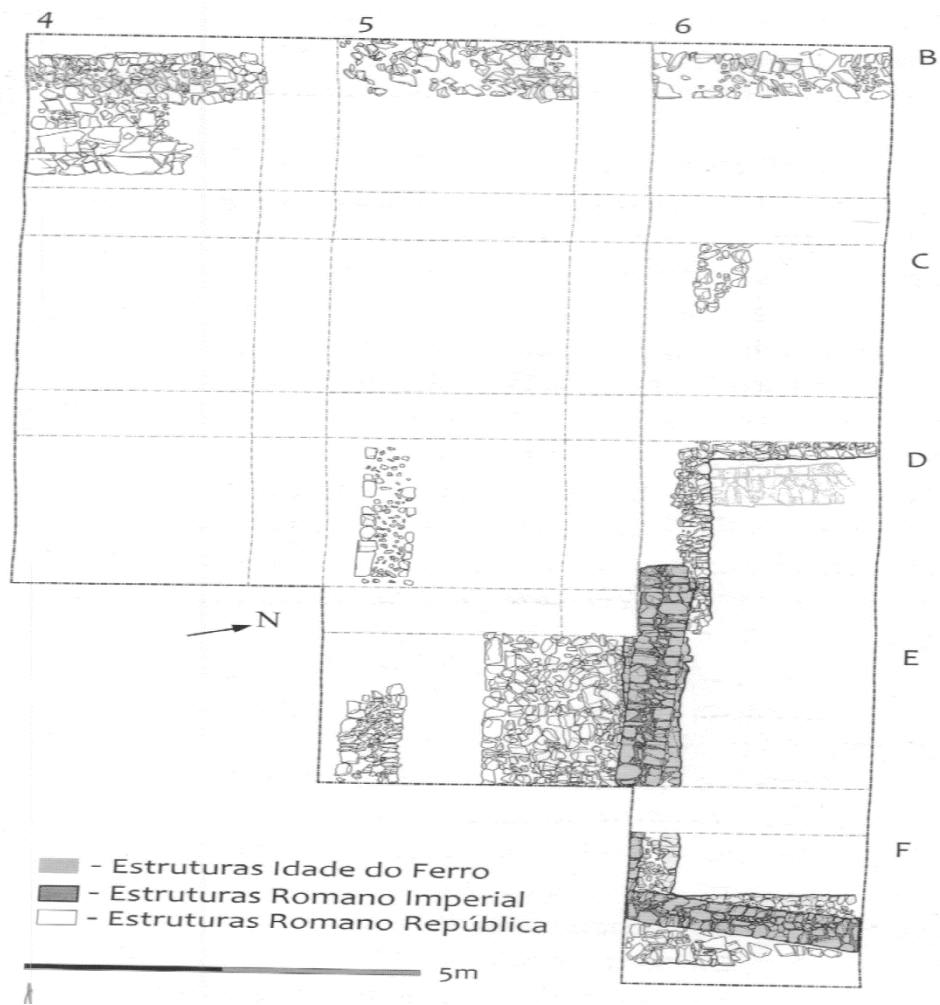 4 5 6
B
C
D
N
E
F
- Estruturas Idade do Ferro
- Estruturas Romano Imperial
- Estruturas Romano República
5m